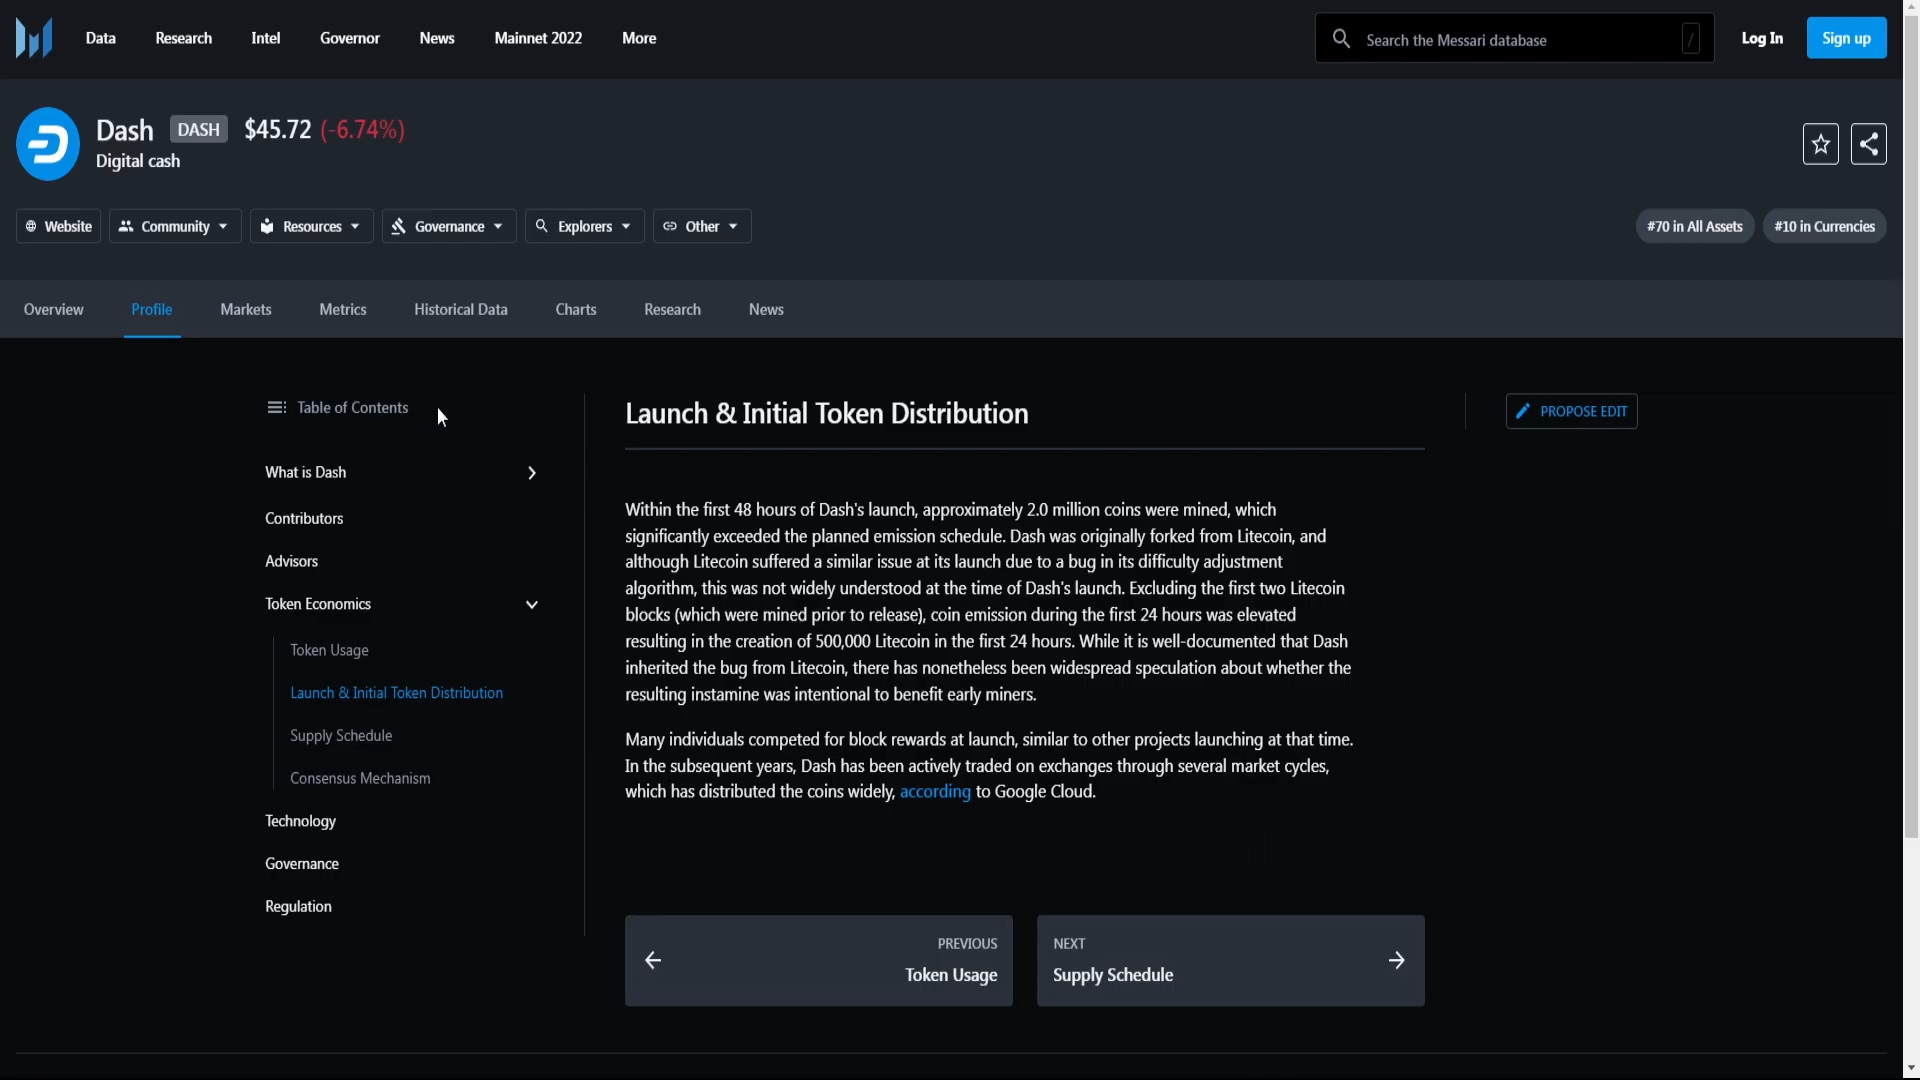 Data Research Intel Governor News Mainnet 2022 More Search the Messari database / Log In Sign up
Dash DASH $45.72 (-6.74%)
Digital cash
Website Community Resources Governance Explorers Other #70 in All Assets #10 in Currencies
Overview Profile Markets Metrics Historical Data Charts Research News
Table of Contents
What is Dash
Contributors
Advisors
Token Economics
Token Usage
Launch & Initial Token Distribution
Supply Schedule
Consensus Mechanism
Technology
Governance
Regulation
Launch & Initial Token Distribution
Within the first 48 hours of Dash's launch, approximately 2.0 million coins were mined, which
significantly exceeded the planned emission schedule. Dash was originally forked from Litecoin, and
although Litecoin suffered a similar issue at its launch due to a bug in its difficulty adjustment
algorithm, this was not widely understood at the time of Dash's launch. Excluding the first two Litecoin
blocks (which were mined prior to release), coin emission during the first 24 hours was elevated
resulting in the creation of 500,000 Litecoin in the first 24 hours. While it is well-documented that Dash
inherited the bug from Litecoin, there has nonetheless been widespread speculation about whether the
resulting instamine was intentional to benefit early miners.
Many individuals competed for block rewards at launch, similar to other projects launching at that time.
In the subsequent years, Dash has been actively traded on exchanges through several market cycles,
which has distributed the coins widely, according to Google Cloud.
PREVIOUS
Token Usage
NEXT
Supply Schedule
PROPOSE EDIT